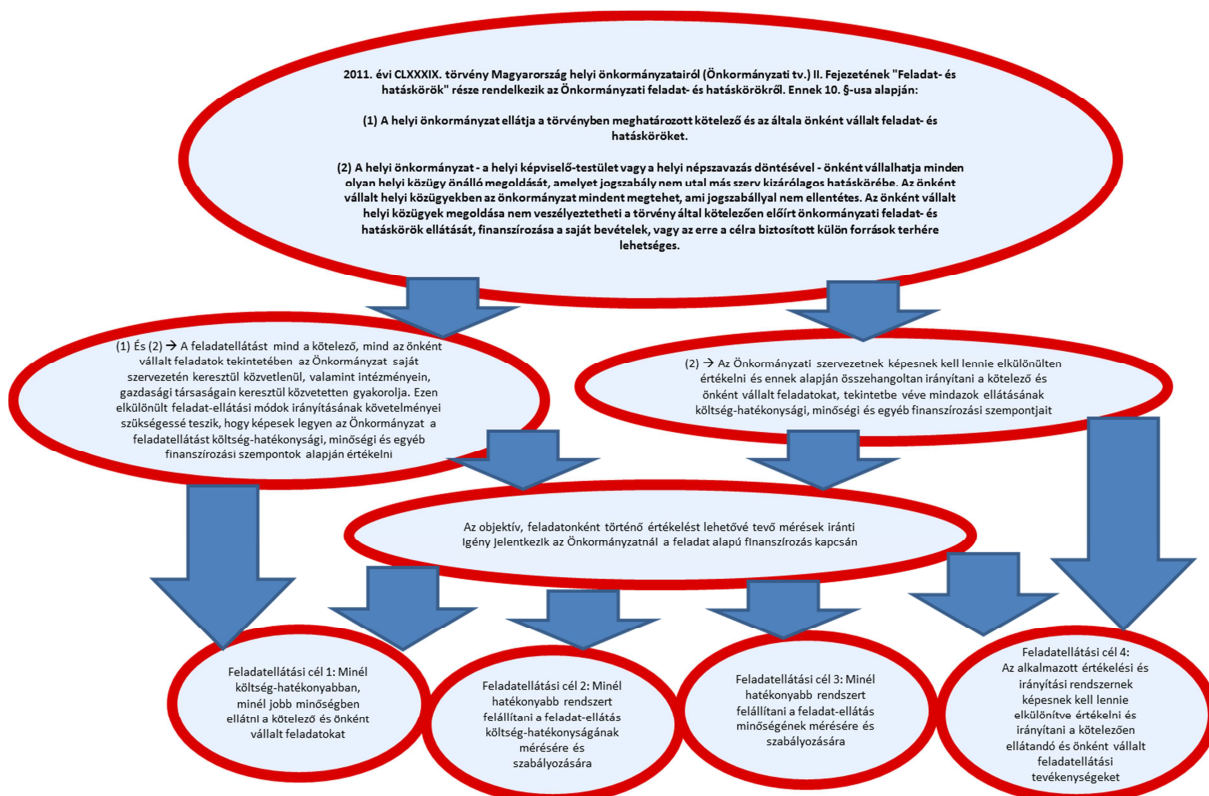 2011. évi CLXXXIX. törvény Magyarország helyi önkormányzatairól (Önkormányzati tv.) II. Fejezetének "Feladat- és
hatáskörök" része rendelkezik az Önkormányzati feladat- és hatáskörökről. Ennek 10. §-usa alapján:
(1) A helyi önkormányzat ellátja a törvényben meghatározott kötelező és az általa önként vállalt feladat- és
hatásköröket.
(2) A helyi önkormányzat - a helyi képviselő-testület vagy a helyi népszavazás döntésével - önként vállalhatja minden
olyan helyi közügy önálló megoldását, amelyet jogszabály nem utal más szerv kizárólagos hatáskörébe. Az önként
vállalt helyi közügyekben az önkormányzat mindent megtehet, ami jogszabállyal nem ellentétes. Az önként vállalt
helyi közügyek megoldása nem veszélyeztetheti a törvény által kötelezően előírt önkormányzati feladat- és
hatáskörök ellátását, finanszírozása a saját bevételek, vagy az erre a célra biztosított külön források terhére
lehetséges.
(1) És (2) → A feladatellátást mind a kötelező, mind az önként
vállalt feladatok tekintetében az Önkormányzat saját
szervezetén keresztül közvetlenül, valamint intézményein,
gazdasági társaságain keresztül közvetetten gyakorolja. Ezen
elkülönült feladat-ellátási módok irányításának követelményei
szükségessé teszik, hogy képesek legyen az Önkormányzat a
feladatellátást költség-hatékonysági, minőségi és egyéb
finanszírozási szempontok alapján értékelni
(2) → Az Önkormányzati szervezetnek képesnek kell lennie elkülönülten
értékelni és ennek alapján összehangoltan irányítani a kötelező és
önként vállalt feladatokat, tekintetbe véve mindazok ellátásának
költség-hatékonysági, minőségi és egyéb finanszírozási szempontjait
Az objektív, feladatonként történő értékelést lehetővé tevő mérések iránti
igény jelentkezik az Önkormányzatnál a feladat alapú finanszírozás kapcsán
Feladatellátási cél 1: Minél
költség-hatékonyabban,
minél jobb minőségben
ellátni a kötelező és önként
vállalt feladatokat
Feladatellátási cél 2: Minél
hatékonyabb rendszert
felállítani a feladat-ellátás
költség-hatékonyságának
mérésére és
szabályozására
Feladatellátási cél 3: Minél
hatékonyabb rendszert
felállítani a feladat-ellátás
minőségének mérésére és
szabályozására
Feladatellátási cél 4:
Az alkalmazott értékelési és
irányítási rendszernek
képesnek kell lennie
elkülönítve értékelni és
irányítani a kötelezően
ellátandó és önként vállalt
feladatellátási
tevékenységeket